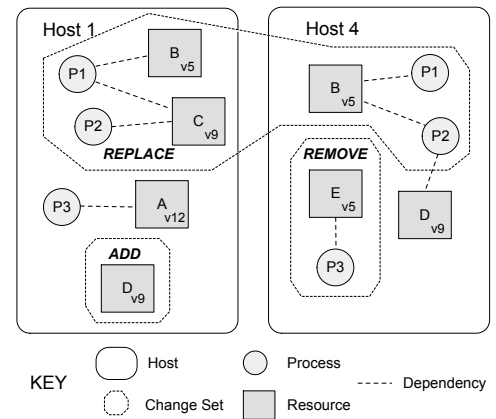 Host 1
P1
B
v5
P2
C
v9
REPLACE
P3
A
v12
ADD
D
v9
Host 4
B
v5
P1
P2
REMOVE
E
v5
D
v9
P3
KEY
Host
Process
Dependency
Change Set
Resource